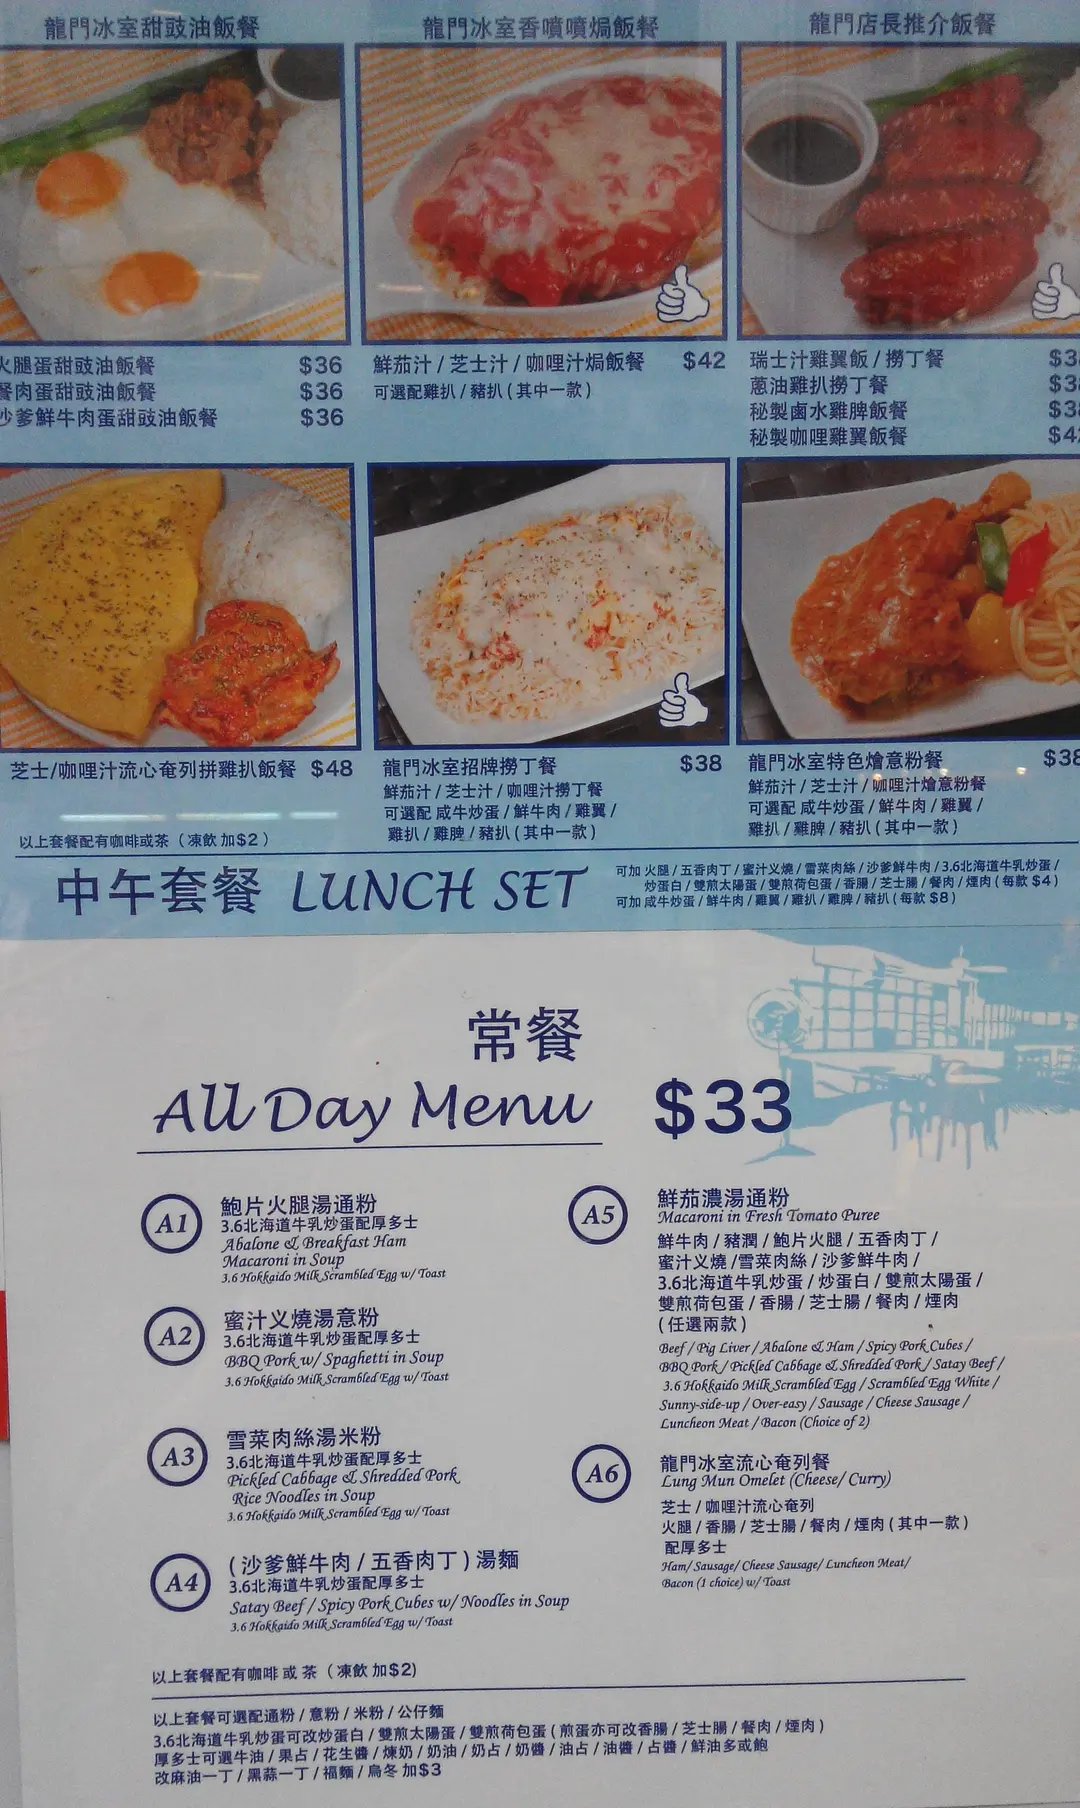 龍門冰室甜豉油飯餐
龍門冰室香噴噴焗飯餐
龍門店長推介飯餐
火腿蛋甜豉油飯餐 $36
餐肉蛋甜豉油飯餐 $36
沙爹鮮牛肉蛋甜豉油飯餐 $36
鮮茄汁 / 芝士汁 / 咖喱汁焗飯餐 $42
可選配雞扒 / 豬扒 ( 其中一款 )
瑞士汁雞翼飯 / 撈丁餐
蔥油雞扒撈丁餐
秘製鹵水雞脾飯餐
秘製咖喱雞翼飯餐
芝士/咖哩汁流心奄列拼雞扒飯餐 $48
龍門冰室招牌撈丁餐 $38
鮮茄汁 / 芝士汁 / 咖喱汁撈丁餐
可選配 咸牛炒蛋 / 鮮牛肉 / 雞翼 /
雞扒 / 雞脾 / 豬扒 ( 其中一款 )
龍門冰室特色燴意粉餐 $38
鮮茄汁 / 芝士汁 / 咖喱汁燴意粉餐
可選配 咸牛炒蛋 / 鮮牛肉 / 雞翼 /
雞扒 / 雞脾 / 豬扒 ( 其中一款 )
以上套餐配有咖啡或茶（凍飲 加$2 )
中午套餐 LUNCH SET
可加 火腿 / 五香肉丁 / 蜜汁义燒 / 雪菜肉絲 / 沙爹鮮牛肉 / 3.6北海道牛乳炒蛋 /
炒蛋白 / 雙煎太陽蛋 / 雙煎荷包蛋 / 香腸 / 芝士腸 / 餐肉 / 煙肉 ( 每款 $4 )
可加 咸牛炒蛋 / 鮮牛肉 / 雞翼 / 雞扒 / 雞脾 / 豬扒 ( 每款 $8 )
常餐
All Day Menu $33
A1 鮑片火腿湯通粉
3.6北海道牛乳炒蛋配厚多士
Abalone & Breakfast Ham
Macaroni in Soup
3.6 Hokkaido Milk Scrambled Egg w/ Toast
A2 蜜汁义燒湯意粉
3.6北海道牛乳炒蛋配厚多士
BBQ Pork w/ Spaghetti in Soup
3.6 Hokkaido Milk Scrambled Egg w/ Toast
A3 雪菜肉絲湯米粉
3.6北海道牛乳炒蛋配厚多士
Pickled Cabbage & Shredded Pork
Rice Noodles in Soup
3.6 Hokkaido Milk Scrambled Egg w/ Toast
A4 ( 沙爹鮮牛肉 / 五香肉丁 ) 湯麵
3.6北海道牛乳炒蛋配厚多士
Satay Beef / Spicy Pork Cubes w/ Noodles in Soup
3.6 Hokkaido Milk Scrambled Egg w/ Toast
A5 鮮茄濃湯通粉
Macaroni in Fresh Tomato Puree
鮮牛肉 / 豬潤 / 鮑片火腿 / 五香肉丁 /
蜜汁义燒 /雪菜肉絲 / 沙爹鮮牛肉 /
3.6北海道牛乳炒蛋 / 炒蛋白 / 雙煎太陽蛋 /
雙煎荷包蛋 / 香腸 / 芝士腸 / 餐肉 / 煙肉
( 任選兩款 )
Beef / Pig Liver / Abalone & Ham / Spicy Pork Cubes /
BBQ Pork / Pickled Cabbage & Shredded Pork / Satay Beef /
3.6 Hokkaido Milk Scrambled Egg / Scrambled Egg White /
Sunny-side-up / Over-easy / Sausage / Cheese Sausage /
Luncheon Meat / Bacon (Choice of 2)
A6 龍門冰室流心奄列餐
Lung Mun Omelet (Cheese/ Curry)
芝士 / 咖哩汁流心奄列
火腿 / 香腸 / 芝士腸 / 餐肉 / 煙肉 ( 其中一款 )
配厚多士
Ham/ Sausage/ Cheese Sausage/ Luncheon Meat/
Bacon (1 choice) w/ Toast
以上套餐配有咖啡 或 茶 （ 凍飲 加$2)
以上套餐可選配通粉 / 意粉 / 米粉 / 公仔麵
3.6北海道牛乳炒蛋可改炒蛋白 / 雙煎太陽蛋 / 雙煎荷包蛋 ( 煎蛋亦可改香腸 / 芝士腸 / 餐肉 / 煙肉 )
厚多士可選牛油 / 果占 / 花生醬 / 煉奶 / 奶油 / 奶占 / 奶醬 / 油占 / 油醬 / 占醬 / 鮮油多或飽
改麻油一丁 / 黑蒜一丁 / 福麵 / 烏冬 加$3